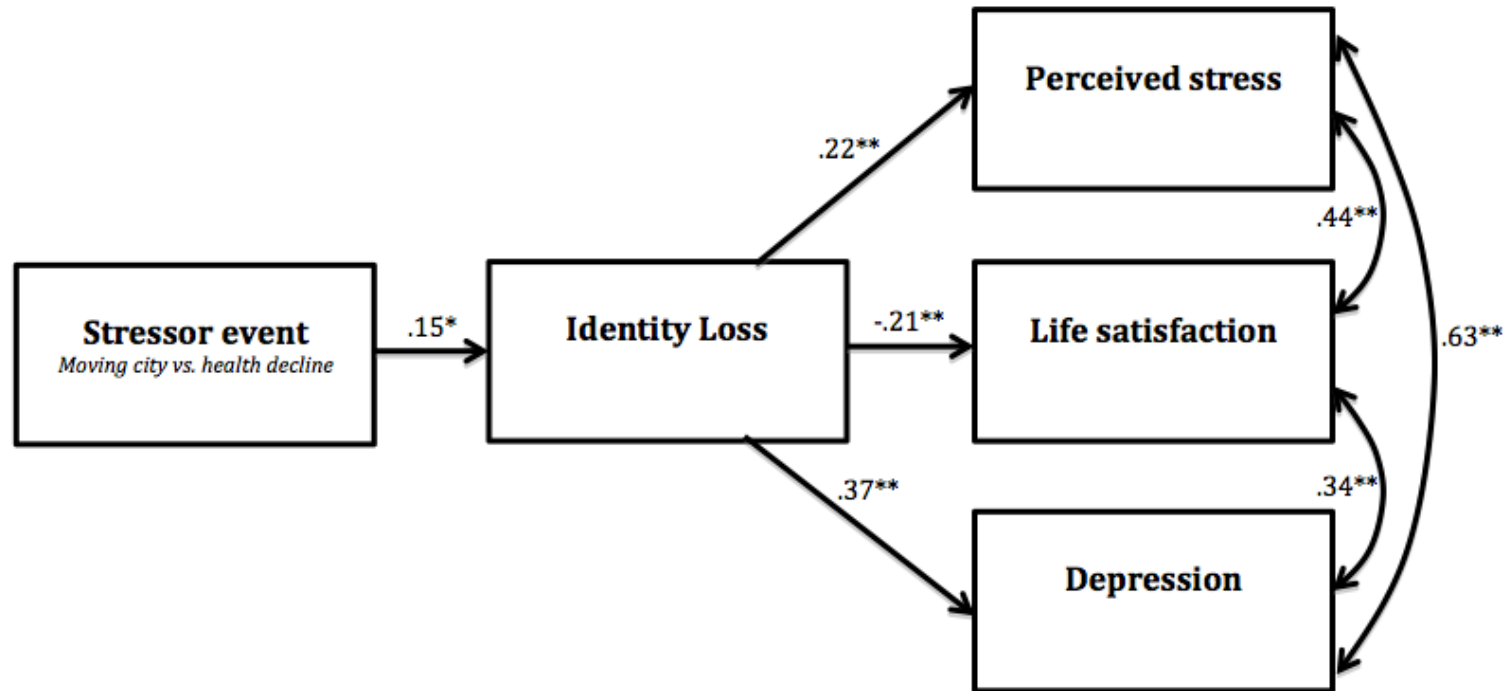 Perceived stress
.22**
.44**
Stressor event
Moving city vs. health decline
.15*
Identity Loss
-.21**
Life satisfaction
.63**
.37**
.34**
Depression